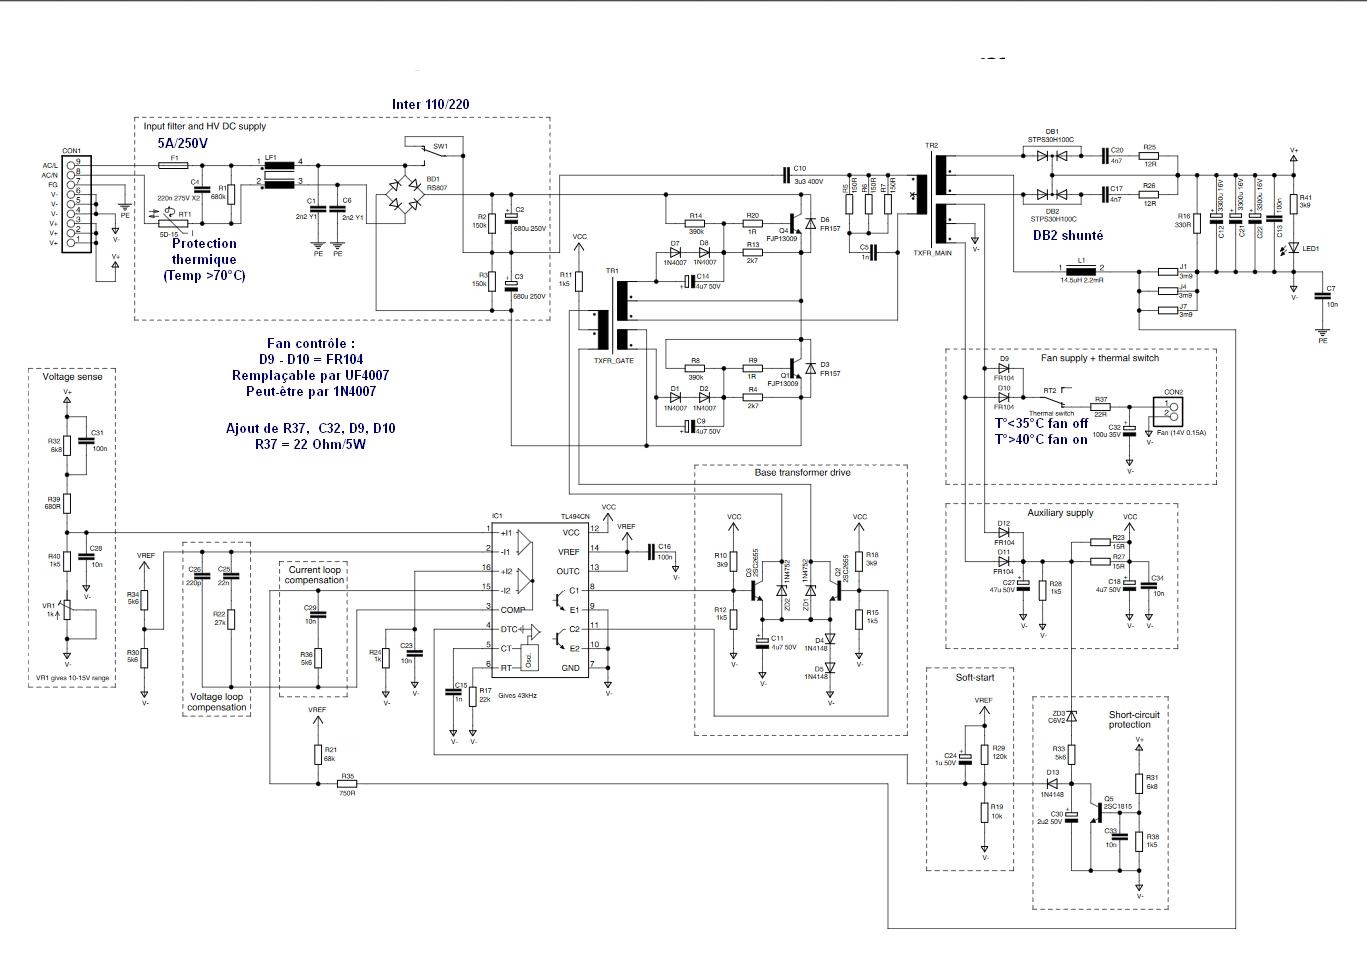 Inter 110/220
Input filter and HV DC supply
5A/250V
CON1
F1
LF1
1
4
2
3
SW1
BD1
RS807
AC/L
AC/N
FG
V-
V-
V-
V+
V+
V+
9
8
7
6
5
4
3
2
1
PE
V-
V+
C4
220n 275V X2
R1
680k
RT1
5D-15
C1
2n2 Y1
C6
2n2 Y1
PE
PE
R2
150k
C2
680u 250V
R3
150k
C3
680u 250V
Protection
thermique
(Temp >70°C)
VCC
R11
1k5
TR1
TXFR_GATE
C10
3u3 400V
R14
390k
R20
1R
Q4
FJP13009
D6
FR157
D7
1N4007
D8
1N4007
R13
2k7
C14
4u7 50V
R8
390k
R9
1R
Q1
FJP13009
D3
FR157
D1
1N4007
D2
1N4007
R4
2k7
C9
4u7 50V
R5
150R
R6
150R
R7
150R
C5
1n
TR2
TXFR_MAIN
V-
DB1
STPS30H100C
C20
4n7
R25
12R
DB2
STPS30H100C
C17
4n7
R26
12R
DB2 shunté
L1
1
2
14.5uH 2.2mR
R16
330R
C12
3300u 16V
C21
3300u 16V
C22
3300u 16V
C13
100n
V+
R41
3k9
LED1
V-
J1
3m9
J4
3m9
J7
3m9
C7
10n
PE
Fan contrôle :
D9 - D10 = FR104
Remplaçable par UF4007
Peut-être par 1N4007
Ajout de R37, C32, D9, D10
R37 = 22 Ohm/5W
Fan supply + thermal switch
D9
FR104
D10
FR104
RT2
Thermal switch
R37
22R
C32
100u 35V
CON2
1
2
Fan (14V 0.15A)
V-
V-
T°<35°C fan off
T°>40°C fan on
Voltage sense
V+
R32
6k8
C31
100n
R39
680R
R40
1k5
C28
10n
V-
VR1
1k
V-
VR1 gives 10-15V range
VREF
R34
5k6
R30
5k6
V-
C26
220p
C25
22n
R22
27k
Voltage loop
compensation
Current loop
compensation
C29
10n
R36
5k6
VREF
R21
68k
R35
750R
R24
1k
C23
10n
V-
V-
IC1
TL494CN
1
2
16
15
3
4
5
6
+I1
-I1
+I2
-I2
COMP
DTC
CT
RT
Osc.
VCC
VREF
OUTC
C1
E1
C2
E2
GND
12
14
13
8
9
11
10
7
VCC
VREF
C16
100n
V-
V-
C15
1n
R17
22k
Gives 43kHz
V-
V-
Base transformer drive
VCC
R10
3k9
Q3
2SC2655
ZD2
1N4752
ZD1
1N4752
Q2
2SC2655
VCC
R18
3k9
R12
1k5
R15
1k5
C11
4u7 50V
D4
1N4148
D5
1N4148
V-
V-
V-
V-
Auxiliary supply
D12
FR104
D11
FR104
C27
47u 50V
R28
1k5
R23
15R
R27
15R
VCC
C18
4u7 50V
C34
10n
V-
V-
V-
V-
Soft-start
VREF
C24
1u 50V
R29
120k
R19
10k
V-
Short-circuit
protection
ZD3
C6V2
R33
5k6
D13
1N4148
C30
2u2 50V
Q5
2SC1815
V+
R31
6k8
C33
10n
R38
1k5
V-